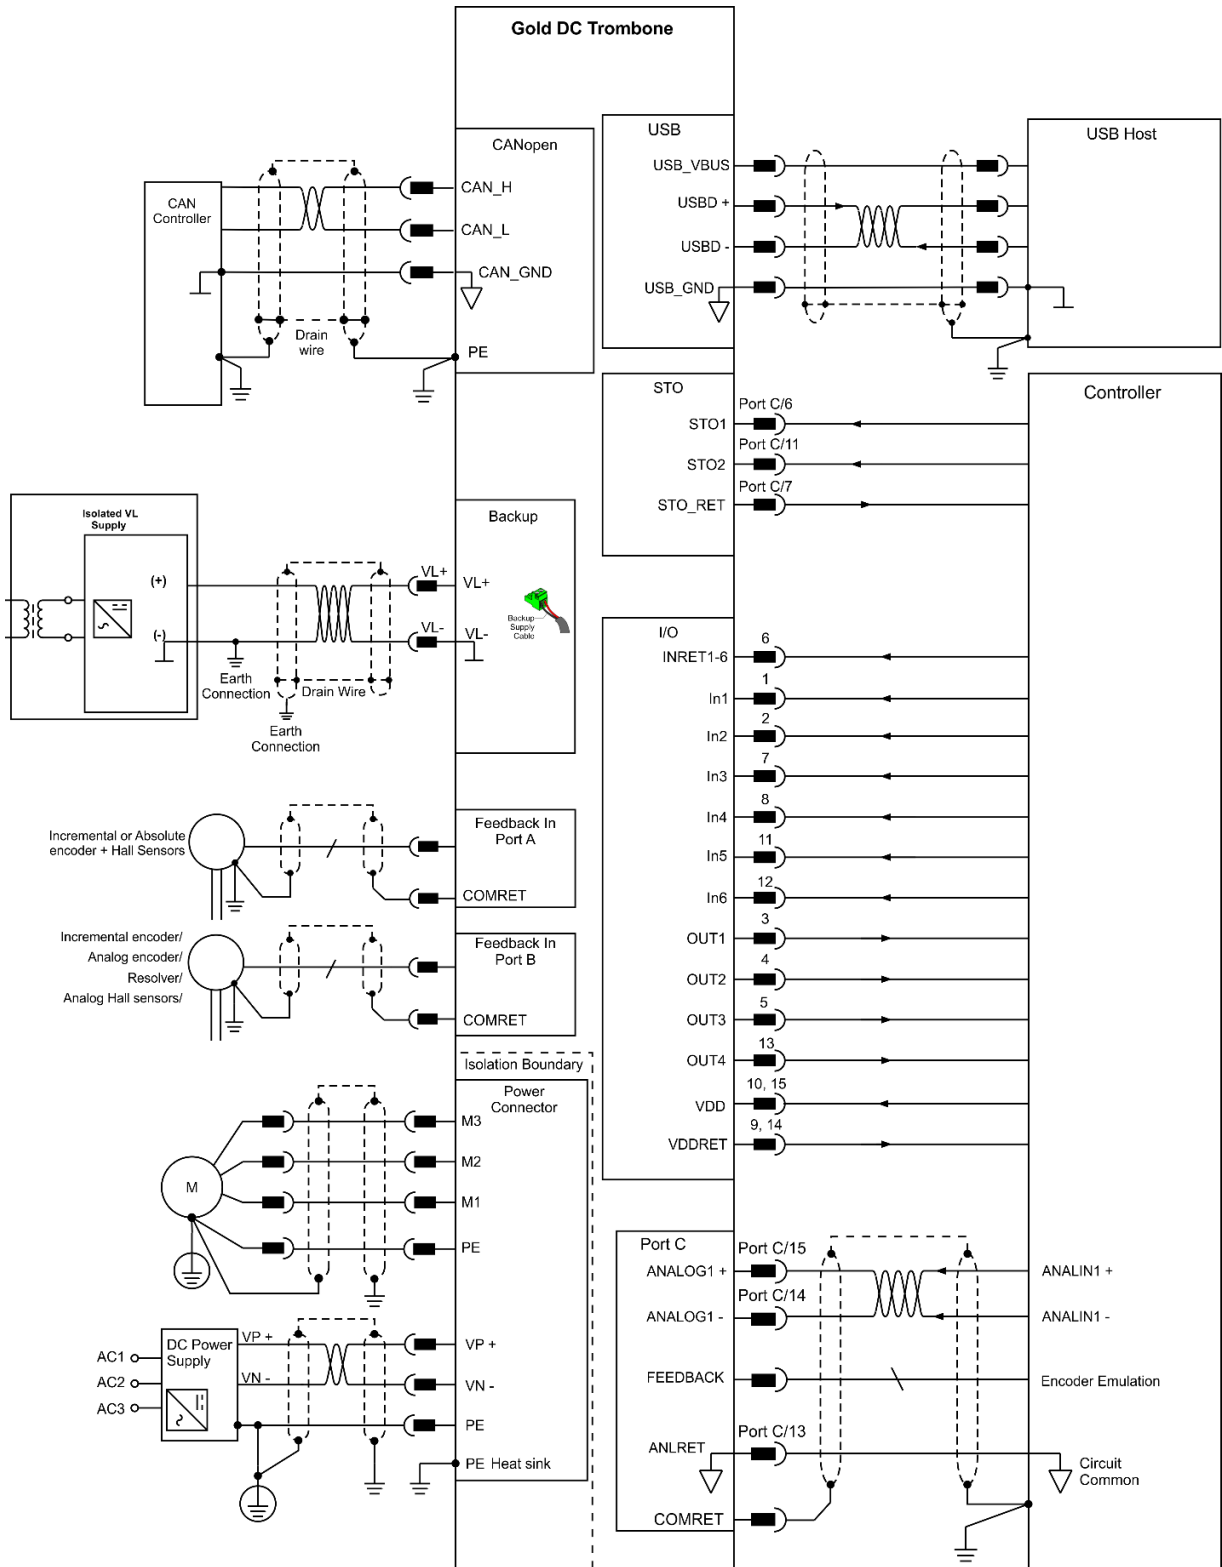 Gold DC Trombone
CANopen
CAN
Controller
CAN_H
CAN_L
CAN_GND
Drain
wire
PE
USB
USB_VBUS
USBD +
USBD -
USB_GND
USB Host
STO
Port C/6
STO1
Port C/11
STO2
Port C/7
STO_RET
Controller
Isolated VL
Supply
(+)
(-)
Earth
Connection
Drain Wire
Earth
Connection
VL+
VL-
Backup
VL+
VL-
Backup
Supply
Cable
I/O
6
INRET1-6
1
In1
2
In2
7
In3
8
In4
11
In5
12
In6
3
OUT1
4
OUT2
5
OUT3
13
OUT4
10, 15
VDD
9, 14
VDDRET
Incremental or Absolute
encoder + Hall Sensors
Feedback In
Port A
COMRET
Incremental encoder/
Analog encoder/
Resolver/
Analog Hall sensors/
Feedback In
Port B
COMRET
Isolation Boundary
Power
Connector
M
M3
M2
M1
PE
AC1
AC2
AC3
DC Power
Supply
VP +
VN -
VP +
VN -
PE
PE Heat sink
Port C
Port C/15
ANALOG1 +
ANALIN1 +
Port C/14
ANALOG1 -
ANALIN1 -
FEEDBACK
Encoder Emulation
Port C/13
ANLRET
Circuit
Common
COMRET